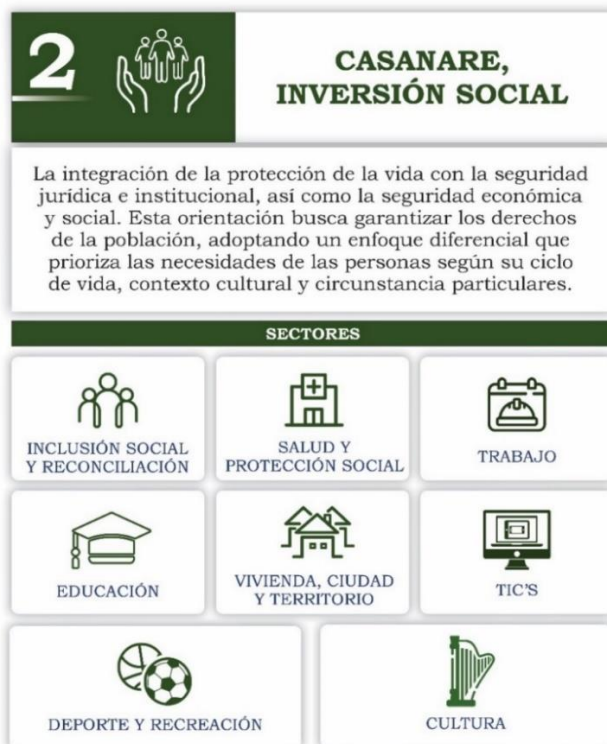 2
CASANARE,
INVERSIÓN SOCIAL
La integración de la protección de la vida con la seguridad
jurídica e institucional, así como la seguridad económica
y social. Esta orientación busca garantizar los derechos
de la población, adoptando un enfoque diferencial que
prioriza las necesidades de las personas según su ciclo
de vida, contexto cultural y circunstancia particulares.
SECTORES
INCLUSIÓN SOCIAL
Y RECONCILIACIÓN
SALUD Y
PROTECCIÓN SOCIAL
TRABAJO
EDUCACIÓN
VIVIENDA, CIUDAD
Y TERRITORIO
TIC'S
DEPORTE Y RECREACIÓN
CULTURA